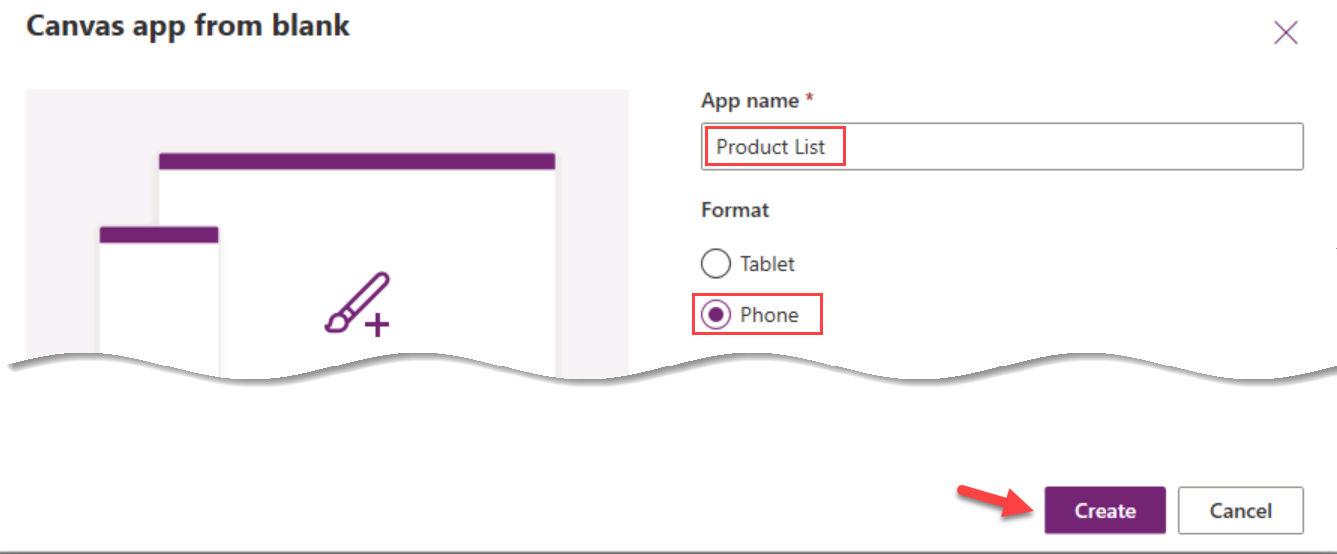 Canvas app from blank
App name *
Product List
Format
Tablet
Phone
Create
Cancel